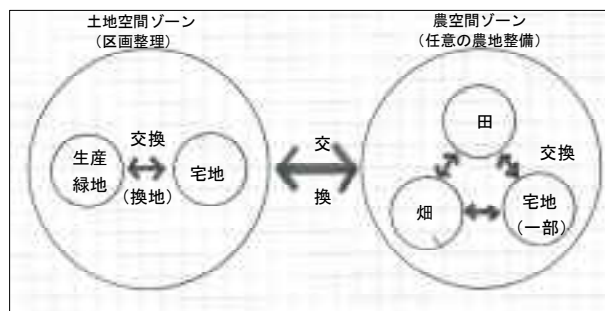 土地空間ゾーン
(区画整理)
農空間ゾーン
(任意の農地整備)
生産
緑地
交換
(換地)
宅地
交
換
田
交換
畑
宅地
(一部)